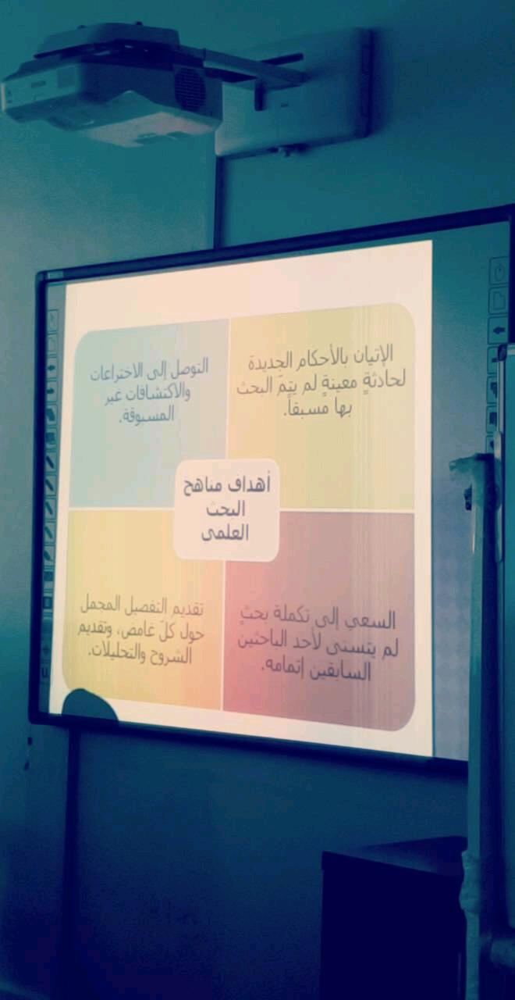 الإتيان بالأحكام الجديدة
لحادثةٍ معينةٍ لم يتمّ البحث
بها مُسبقاً.
التوصل إلى الاختراعات
والاكتشافات غير
المسبوقة.
أهداف مناهج
البحث
العلمى
السعي إلى تكملة بحثٍ
لم يتسنى لأحد الباحثين
السابقين إتمامه.
تقديم التفصيل المجمل
حول كلّ غامض، وتقديم
الشروح والتحليلات.